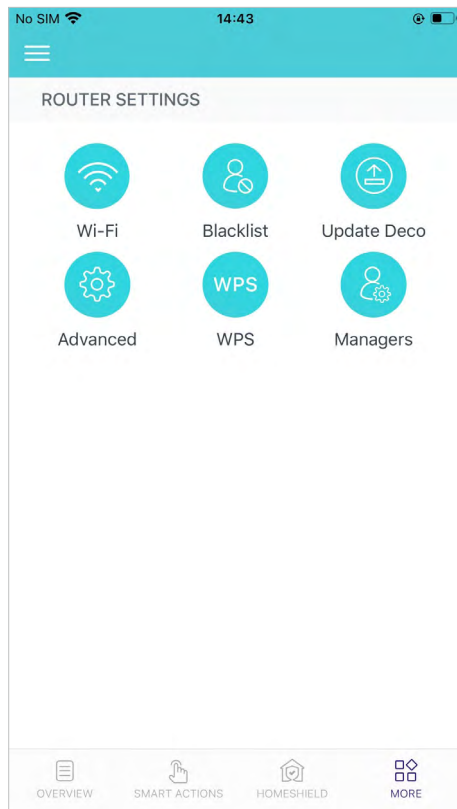 No SIM 14:43
ROUTER SETTINGS
Wi-Fi Blacklist Update Deco
WPS
Advanced WPS Managers
OVERVIEW SMART ACTIONS HOMESHIELD MORE